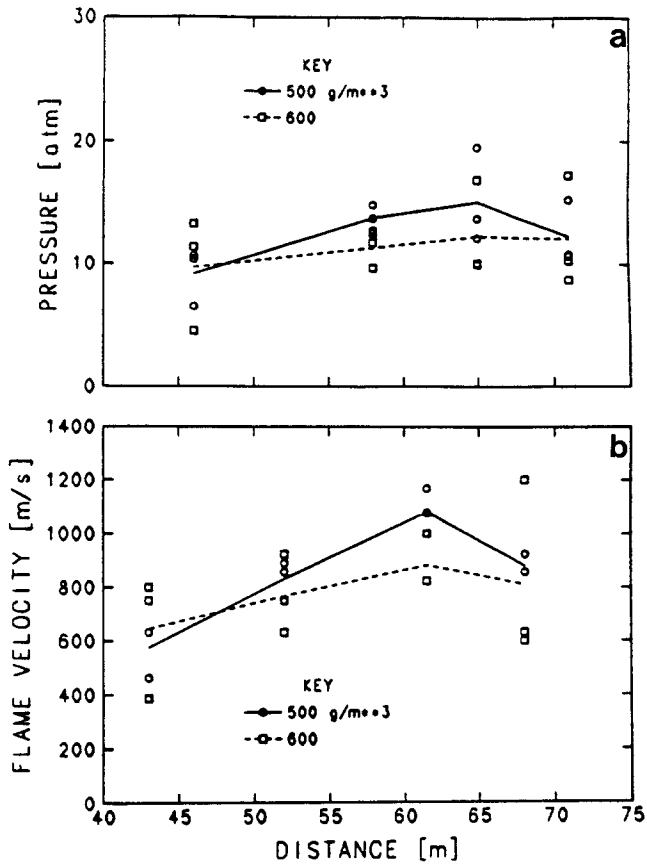 a
30
20
10
0
PRESSURE [atm]
KEY
500 g/m**3
600
b
1400
1200
1000
800
600
400
200
0
FLAME VELOCITY [m/s]
KEY
500 g/m**3
600
40 45 50 55 60 65 70 75
DISTANCE [m]